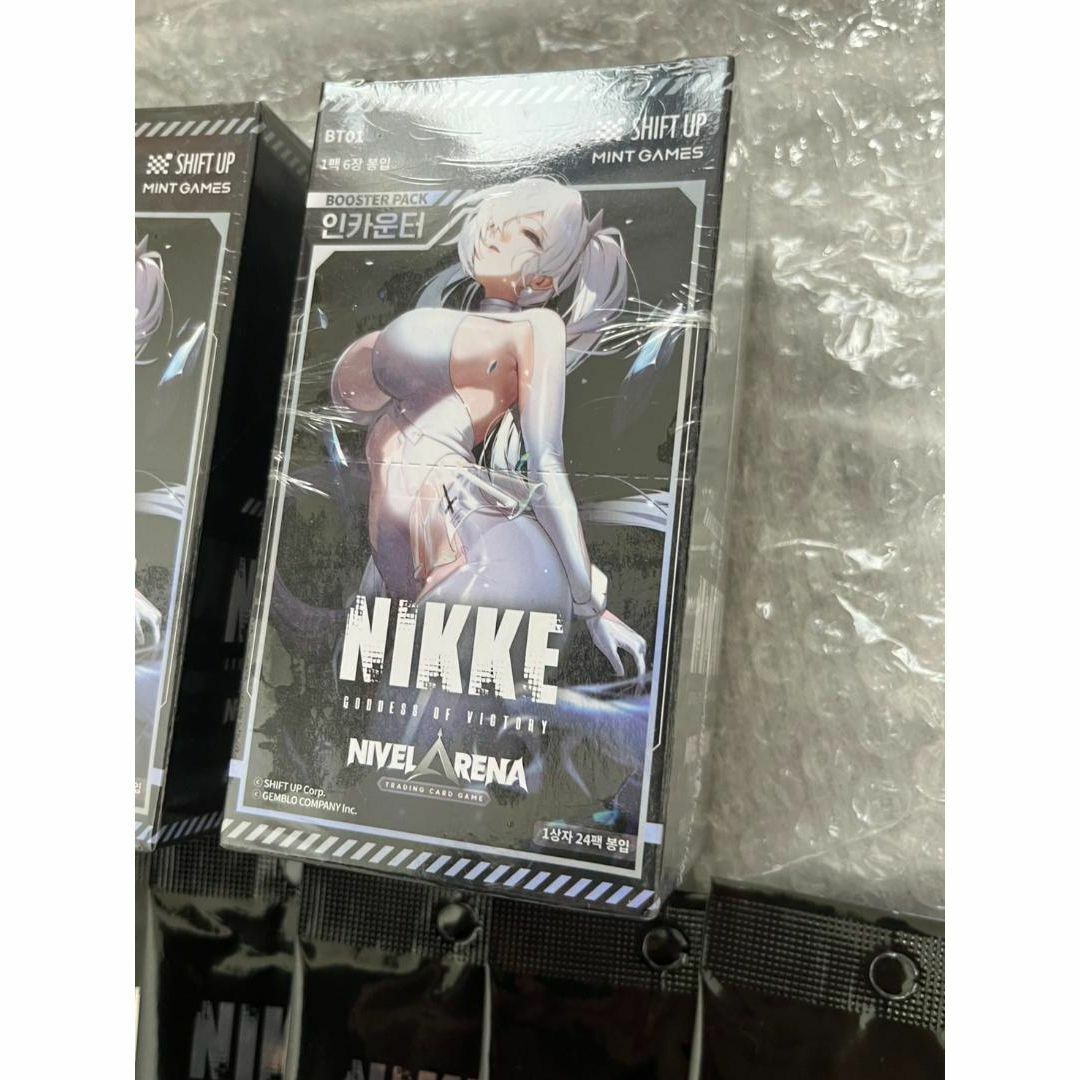 SHIFT UP
MINT GAMES
BT01
1팩 6장 봉입
SHIFT UP
MINT GAMES
BOOSTER PACK
인카운터
NIKKE
GODDESS OF VICTORY
NIVEL ARENA
TRADING CARD GAME
© SHIFT UP Corp.
© GEMBLO COMPANY Inc.
1상자 24팩 봉입
NIK
NIKKE